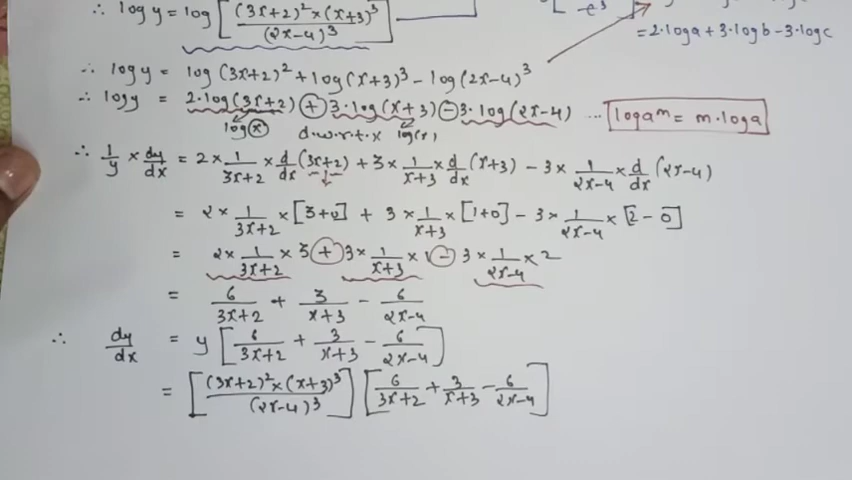 ∴ log y = log [ (3x+2)² × (x+3)³ / (2x-4)³ ]
= 2·log a + 3·log b - 3·log c
∴ log y = log (3x+2)² + log (x+3)³ - log (2x-4)³
∴ log y = 2·log (3x+2) + 3·log (x+3) - 3·log (2x-4) ... log aᵐ = m·log a
log(x) d.w.r.t.x log(x)
∴ 1/y × dy/dx = 2 × 1/(3x+2) × d/dx (3x+2) + 3 × 1/(x+3) × d/dx (x+3) - 3 × 1/(2x-4) × d/dx (2x-4)
= 2 × 1/(3x+2) × [3+0] + 3 × 1/(x+3) × [1+0] - 3 × 1/(2x-4) × [2-0]
= 2 × 1/(3x+2) × 3 + 3 × 1/(x+3) × 1 - 3 × 1/(2x-4) × 2
= 6/(3x+2) + 3/(x+3) - 6/(2x-4)
∴ dy/dx = y [ 6/(3x+2) + 3/(x+3) - 6/(2x-4) ]
= [ (3x+2)² × (x+3)³ / (2x-4)³ ] [ 6/(3x+2) + 3/(x+3) - 6/(2x-4) ]